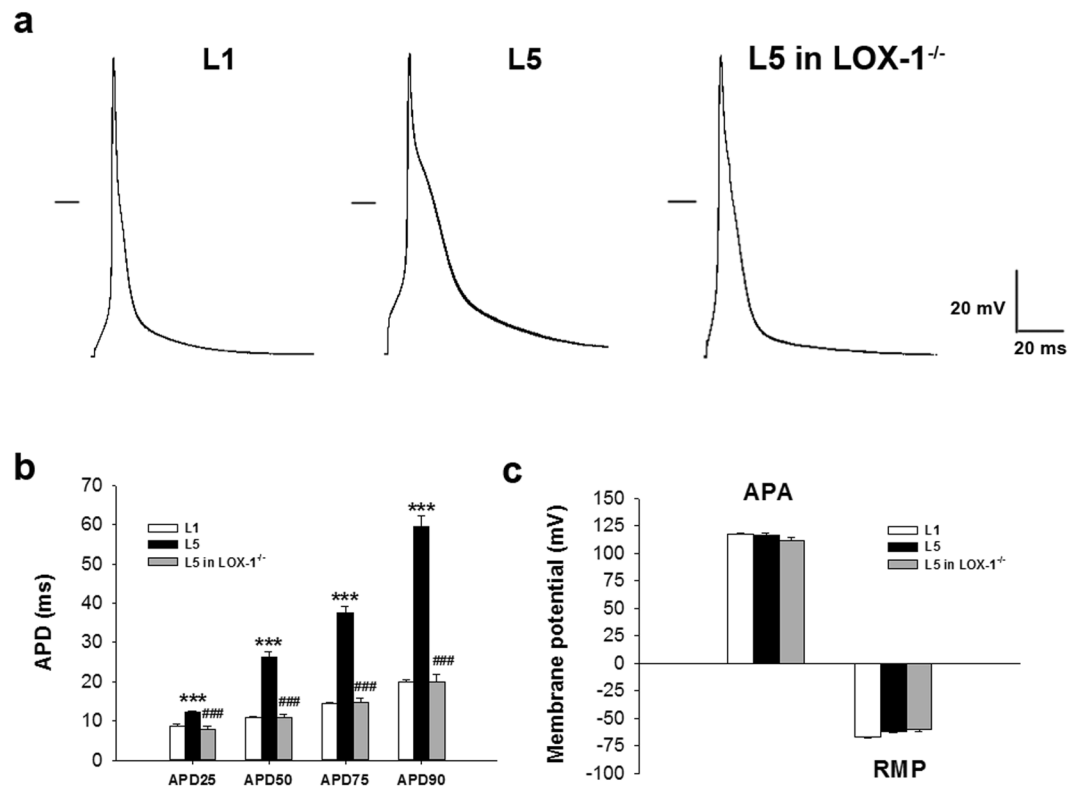 a
L1
L5
L5 in LOX-1-/-
20 mV
20 ms
b
APD (ms)
70
60
50
40
30
20
10
0
L1
L5
L5 in LOX-1-/-
***
###
***
###
***
###
***
###
APD25
APD50
APD75
APD90
c
Membrane potential (mV)
150
125
100
75
50
25
0
-25
-50
-75
-100
APA
L1
L5
L5 in LOX-1-/-
RMP